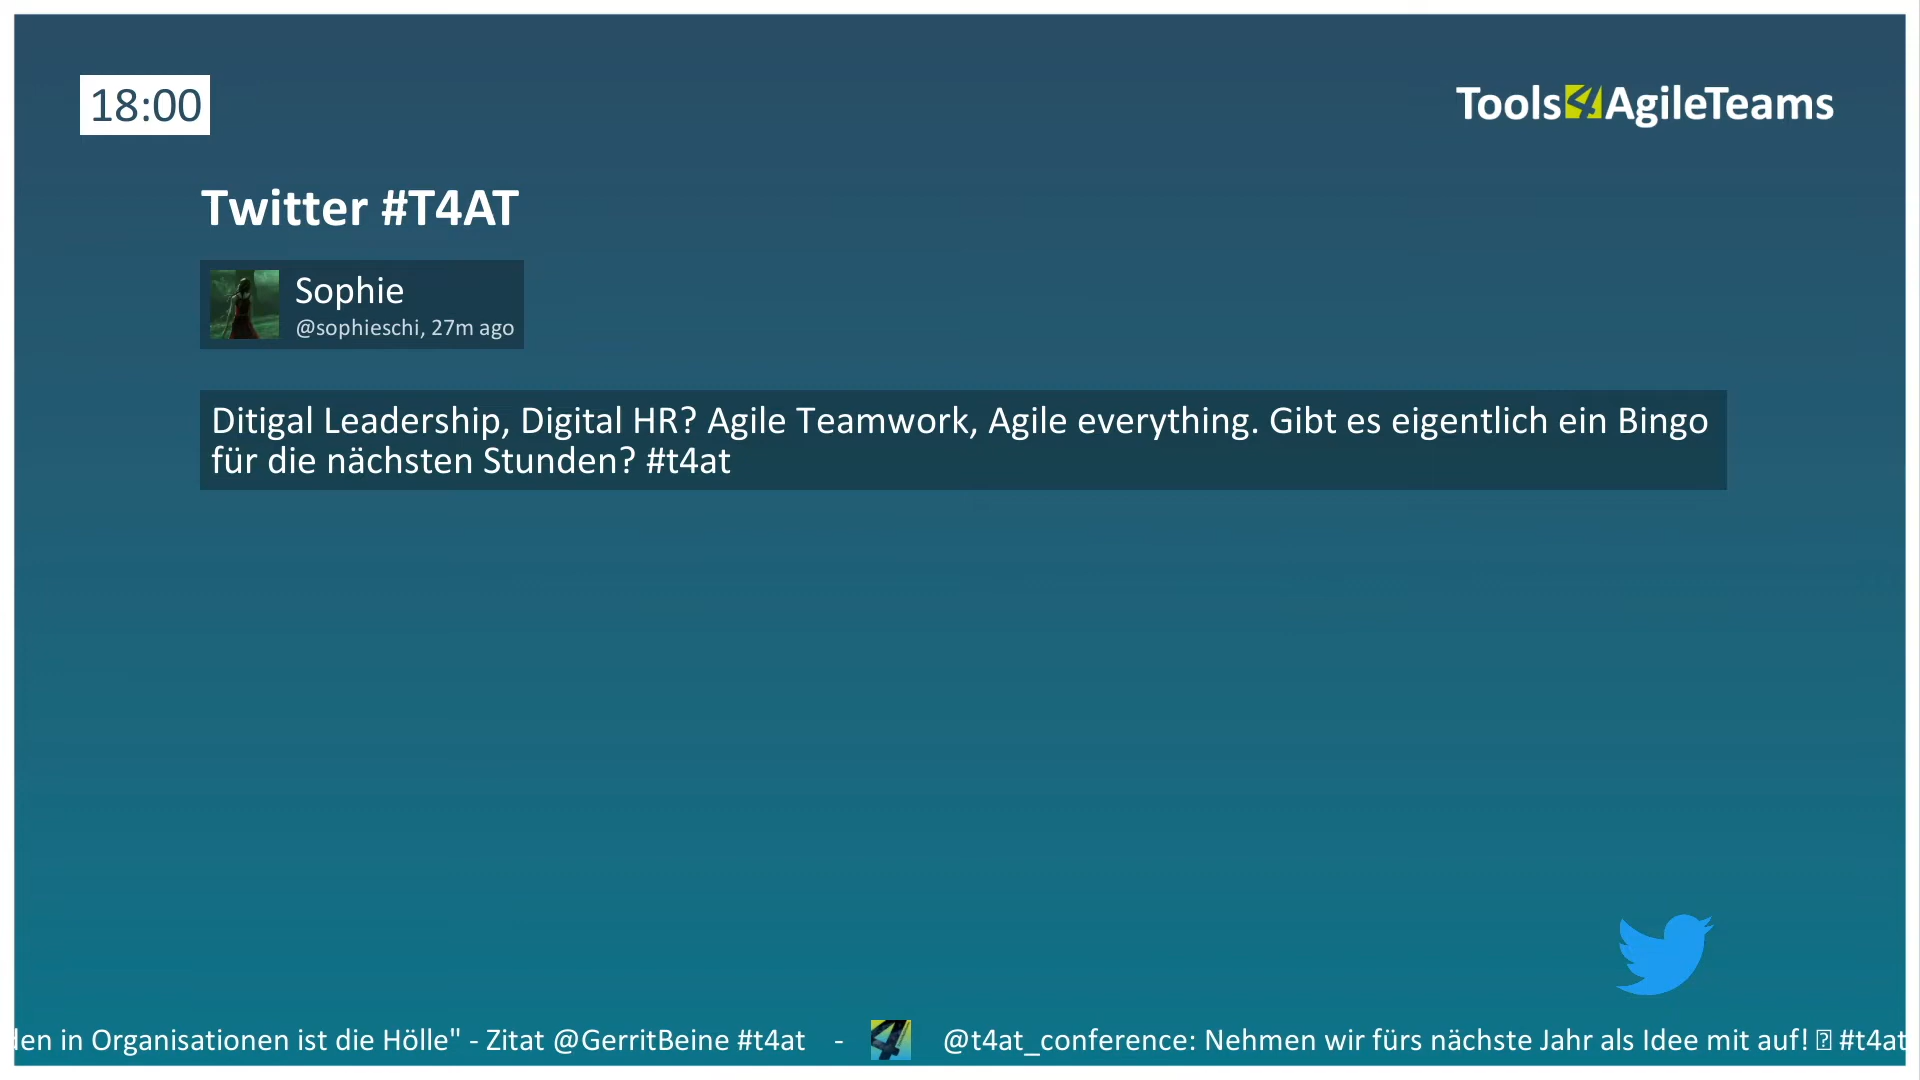 18:00
Tools4AgileTeams
Twitter #T4AT
Sophie
@sophieschi, 27m ago
Ditigal Leadership, Digital HR? Agile Teamwork, Agile everything. Gibt es eigentlich ein Bingo
für die nächsten Stunden? #t4at
in Organisationen ist die Hölle" - Zitat @GerritBeine #t4at - @t4at_conference: Nehmen wir fürs nächste Jahr als Idee mit auf! #t4at